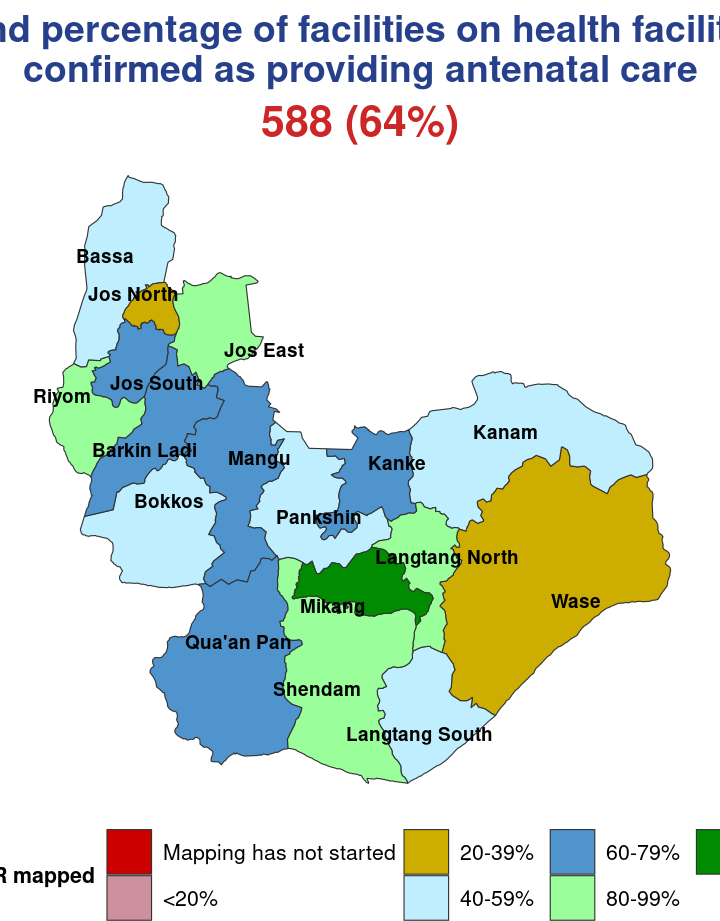 percentage of facilities on health
confirmed as providing antenatal care
588 (64%)
Bassa
Jos North
Jos East
Riyom
Jos South
Kanam
Barkin Ladi
Mangu
Kanke
Bokkos
Pankshin
Langtang North
Mikang
Wase
Qua'an Pan
Shendam
Langtang South
Mapping has not started
20-39%
60-79%
mapped
<20%
40-59%
80-99%